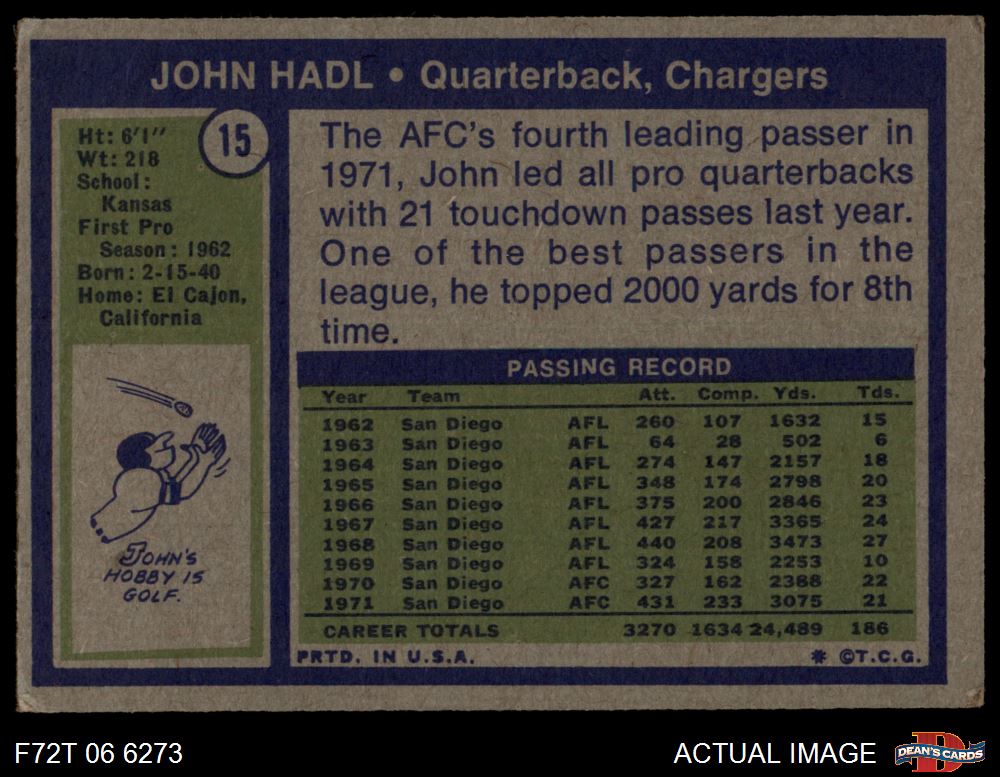 JOHN HADL • Quarterback, Chargers
15
Ht: 6'1"
Wt: 218
School:
Kansas
First Pro
Season: 1962
Born: 2-15-40
Home: El Cajon,
California
JOHN'S
HOBBY IS
GOLF.
The AFC's fourth leading passer in
1971, John led all pro quarterbacks
with 21 touchdown passes last year.
One of the best passers in the
league, he topped 2000 yards for 8th
time.
PASSING RECORD
Year Team Att. Comp. Yds. Tds.
1962 San Diego AFL 260 107 1632 15
1963 San Diego AFL 64 28 502 6
1964 San Diego AFL 274 147 2157 18
1965 San Diego AFL 348 174 2798 20
1966 San Diego AFL 375 200 2846 23
1967 San Diego AFL 427 217 3365 24
1968 San Diego AFL 440 208 3473 27
1969 San Diego AFL 324 158 2253 10
1970 San Diego AFC 327 162 2388 22
1971 San Diego AFC 431 233 3075 21
CAREER TOTALS 3270 1634 24,489 186
PRTD. IN U.S.A. * ©T.C.G.
F72T 06 6273 ACTUAL IMAGE
D
DEAN'S CARDS